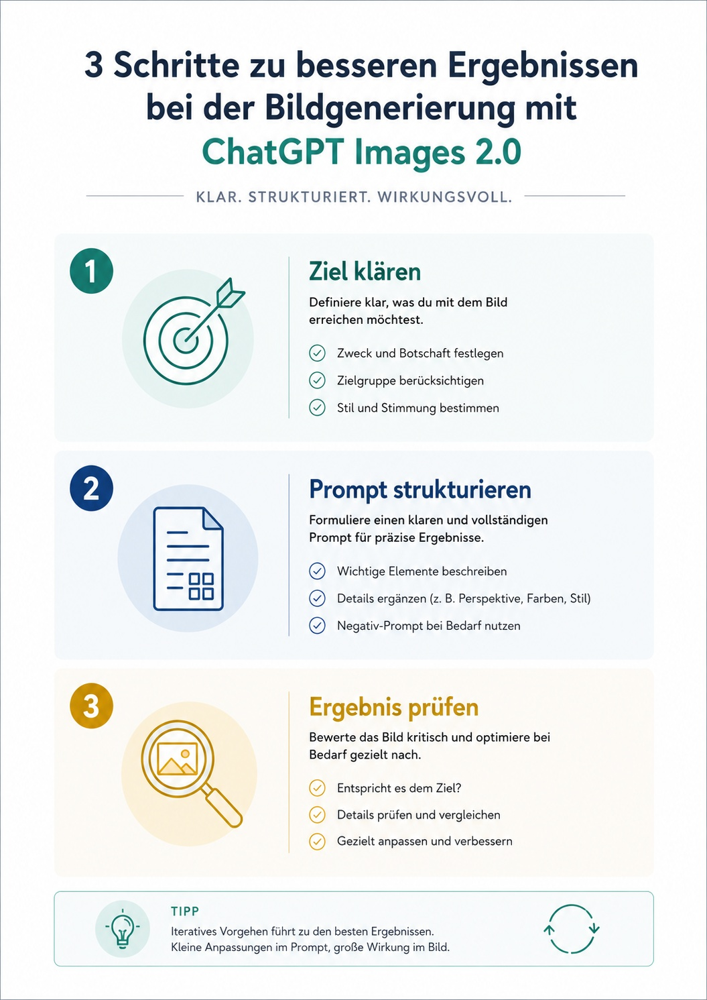 3 Schritte zu besseren Ergebnissen
bei der Bildgenerierung mit
ChatGPT Images 2.0
KLAR. STRUKTURIERT. WIRKUNGSVOLL.
1
Ziel klären
Definiere klar, was du mit dem Bild
erreichen möchtest.
Zweck und Botschaft festlegen
Zielgruppe berücksichtigen
Stil und Stimmung bestimmen
2
Prompt strukturieren
Formuliere einen klaren und vollständigen
Prompt für präzise Ergebnisse.
Wichtige Elemente beschreiben
Details ergänzen (z. B. Perspektive, Farben, Stil)
Negativ-Prompt bei Bedarf nutzen
3
Ergebnis prüfen
Bewerte das Bild kritisch und optimiere bei
Bedarf gezielt nach.
Entspricht es dem Ziel?
Details prüfen und vergleichen
Gezielt anpassen und verbessern
TIPP
Iteratives Vorgehen führt zu den besten Ergebnissen.
Kleine Anpassungen im Prompt, große Wirkung im Bild.